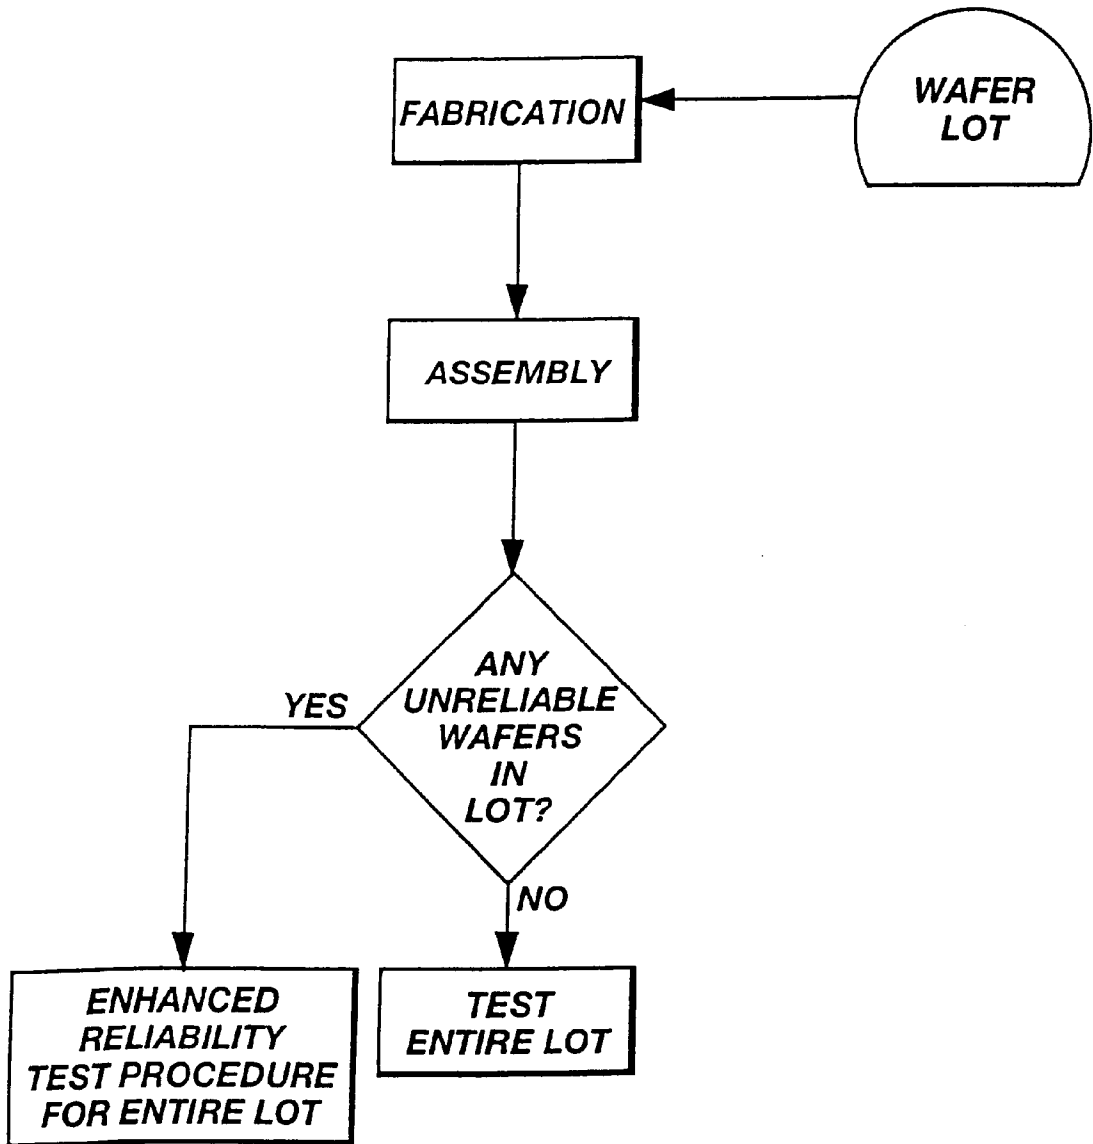 WAFER
LOT
FABRICATION
ASSEMBLY
ANY
UNRELIABLE
WAFERS
IN
LOT?
YES
NO
ENHANCED
RELIABILITY
TEST PROCEDURE
FOR ENTIRE LOT
TEST
ENTIRE LOT